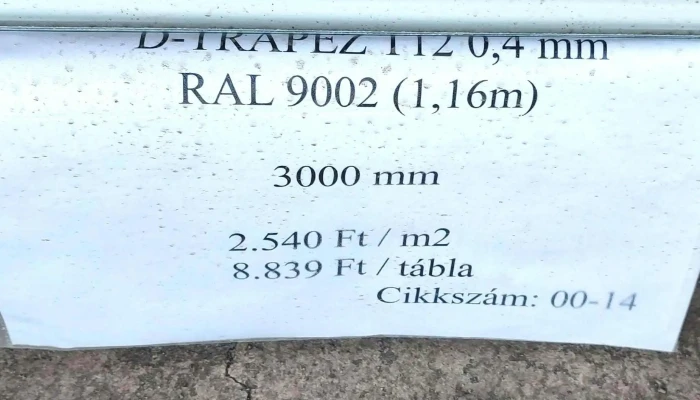 D-TRAPÉZ T12 0,4 mm
RAL 9002 (1,16m)
3000 mm
2.540 Ft / m2
8.839 Ft / tábla
Cikkszám: 00-14